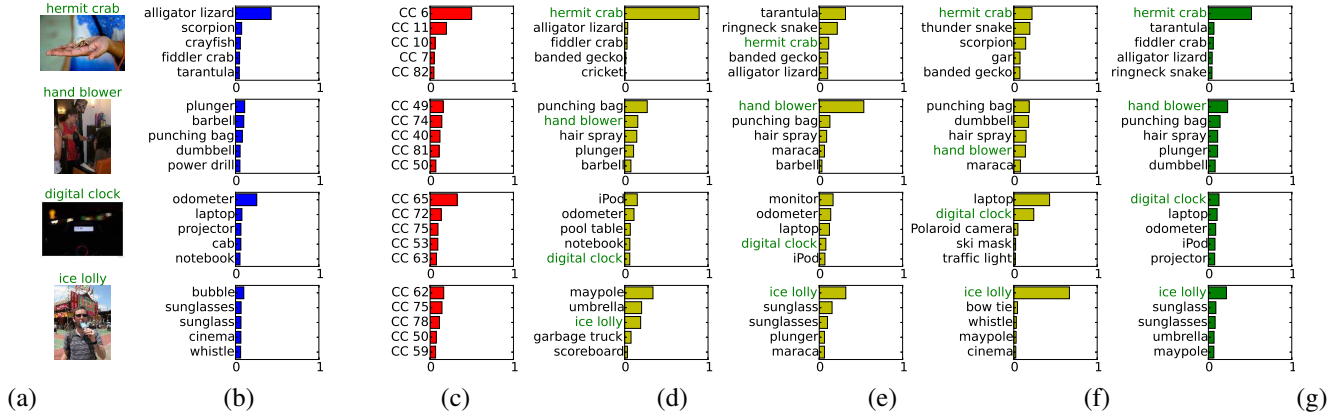 hermit crab
alligator lizard
scorpion
crayfish
fiddler crab
tarantula
0 1
CC 6
CC 11
CC 10
CC 7
CC 82
0 1
hermit crab
alligator lizard
fiddler crab
banded gecko
cricket
0 1
tarantula
ringneck snake
hermit crab
banded gecko
alligator lizard
0 1
hermit crab
thunder snake
scorpion
gar
banded gecko
0 1
hermit crab
tarantula
fiddler crab
alligator lizard
ringneck snake
0 1
hand blower
plunger
barbell
punching bag
dumbbell
power drill
0 1
CC 49
CC 74
CC 40
CC 81
CC 50
0 1
punching bag
hand blower
hair spray
plunger
barbell
0 1
hand blower
punching bag
hair spray
maraca
barbell
0 1
punching bag
dumbbell
hair spray
hand blower
maraca
0 1
hand blower
punching bag
hair spray
plunger
dumbbell
0 1
digital clock
odometer
laptop
projector
cab
notebook
0 1
CC 65
CC 72
CC 75
CC 53
CC 63
0 1
iPod
odometer
pool table
notebook
digital clock
0 1
monitor
odometer
laptop
digital clock
iPod
0 1
laptop
digital clock
Polaroid camera
ski mask
traffic light
0 1
digital clock
laptop
odometer
iPod
projector
0 1
ice lolly
bubble
sunglasses
sunglass
cinema
whistle
0 1
CC 62
CC 75
CC 78
CC 50
CC 59
0 1
maypole
umbrella
ice lolly
garbage truck
scoreboard
0 1
ice lolly
sunglass
sunglasses
plunger
maraca
0 1
ice lolly
bow tie
whistle
maypole
cinema
0 1
ice lolly
sunglass
sunglasses
umbrella
maypole
0 1
(a) (b) (c) (d) (e) (f) (g)